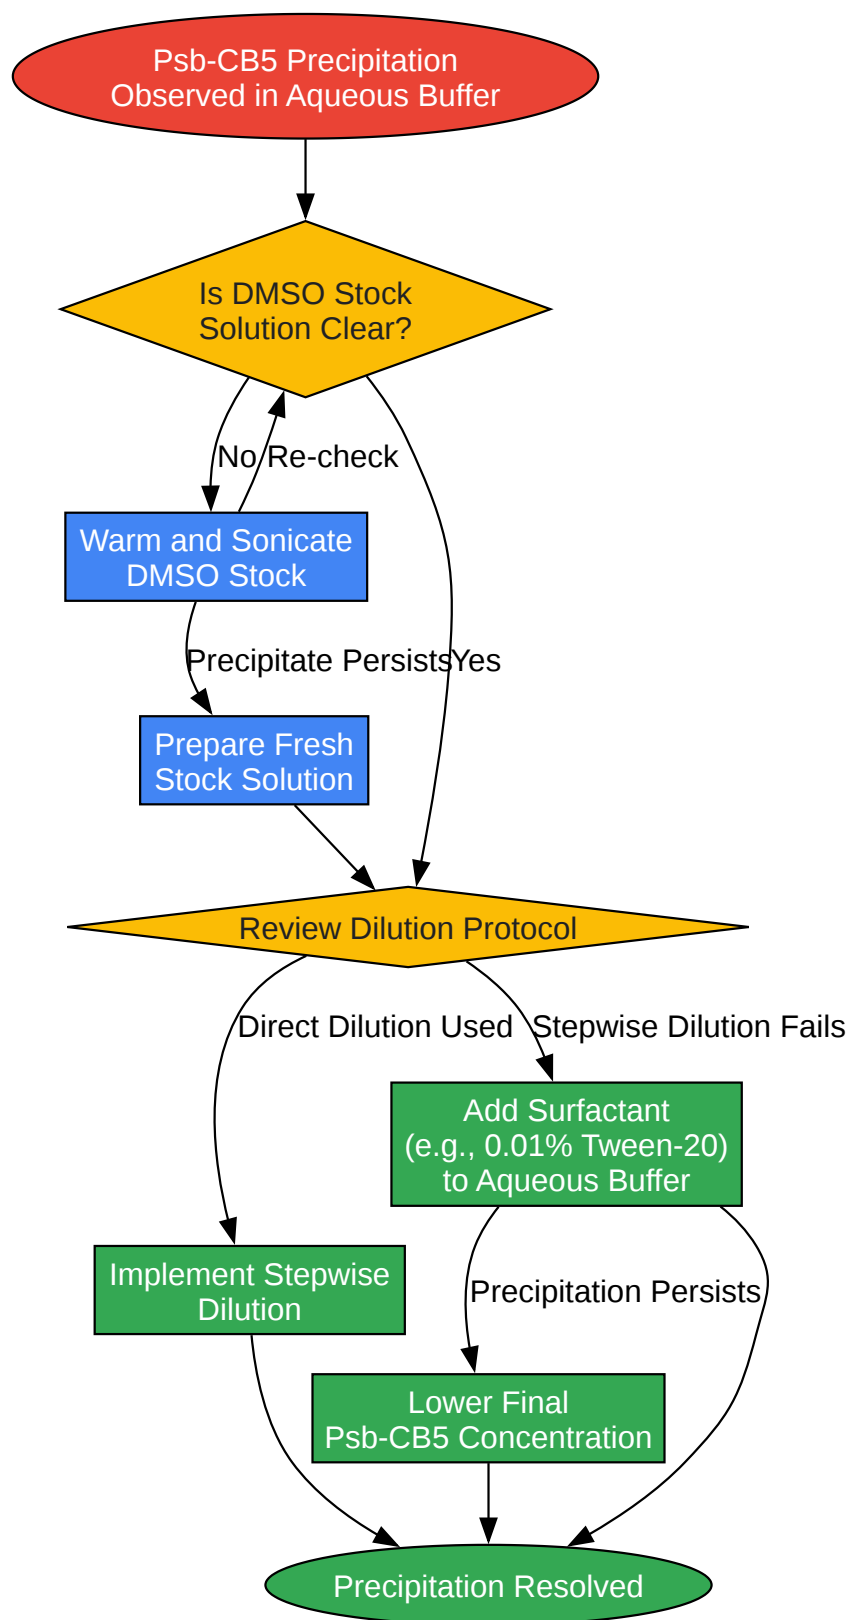 Psb-CB5 Precipitation
Observed in Aqueous Buffer
Is DMSO Stock
Solution Clear?
No
Re-check
Warm and Sonicate
DMSO Stock
Precipitate Persists
Yes
Prepare Fresh
Stock Solution
Review Dilution Protocol
Direct Dilution Used
Stepwise Dilution Fails
Add Surfactant
(e.g., 0.01% Tween-20)
to Aqueous Buffer
Implement Stepwise
Dilution
Precipitation Persists
Lower Final
Psb-CB5 Concentration
Precipitation Resolved